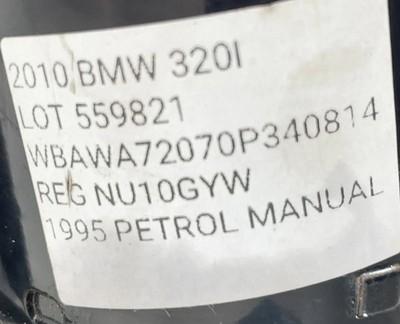 2010 BMW 320I
LOT 559821
WBAWA72070P340814
REG NU10GYW
1995 PETROL MANUAL